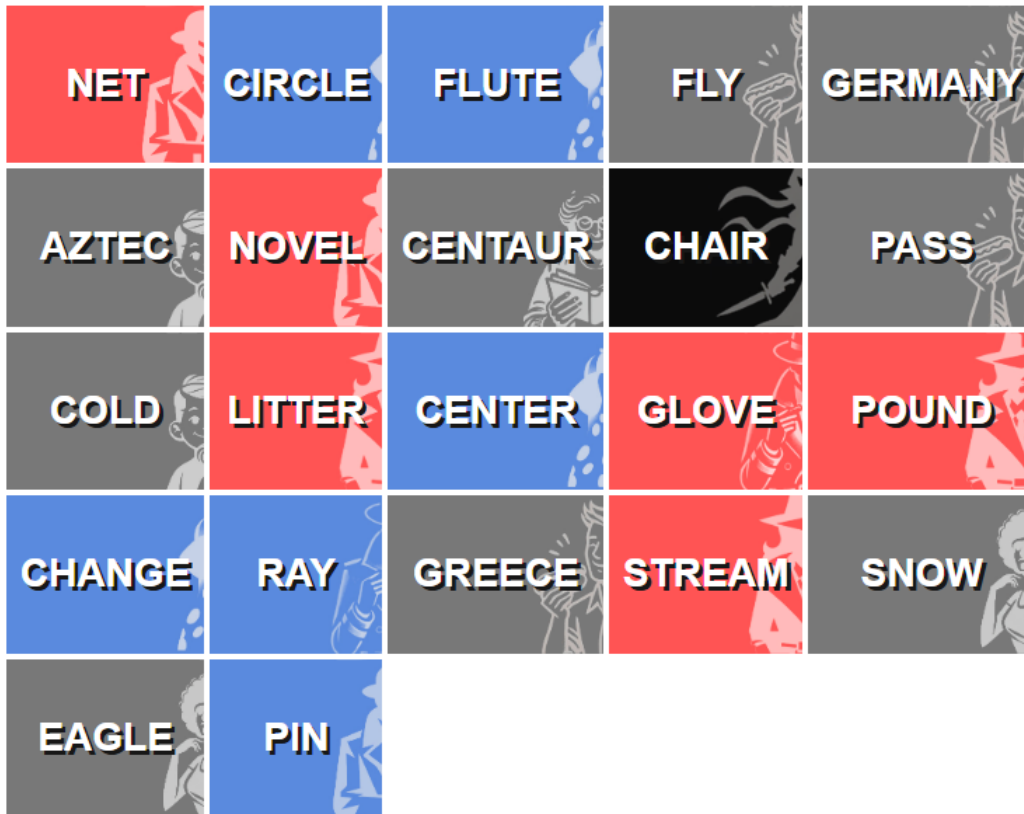 NET CIRCLE FLUTE FLY GERMANY
AZTEC NOVEL CENTAUR CHAIR PASS
COLD LITTER CENTER GLOVE POUND
CHANGE RAY GREECE STREAM SNOW
EAGLE PIN